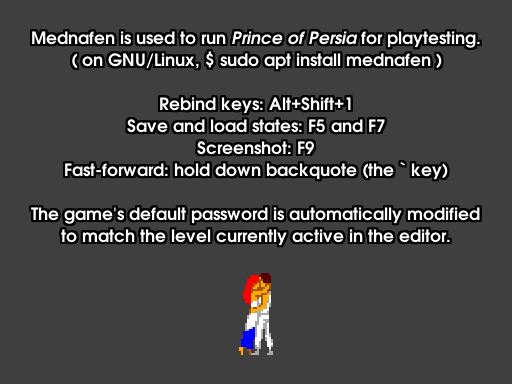 Mednafen is used to run Prince of Persia for playtesting.
( on GNU/Linux, $ sudo apt install mednafen )
Rebind keys: Alt+Shift+1
Save and load states: F5 and F7
Screenshot: F9
Fast-forward: hold down backquote (the ` key)
The game's default password is automatically modified
to match the level currently active in the editor.